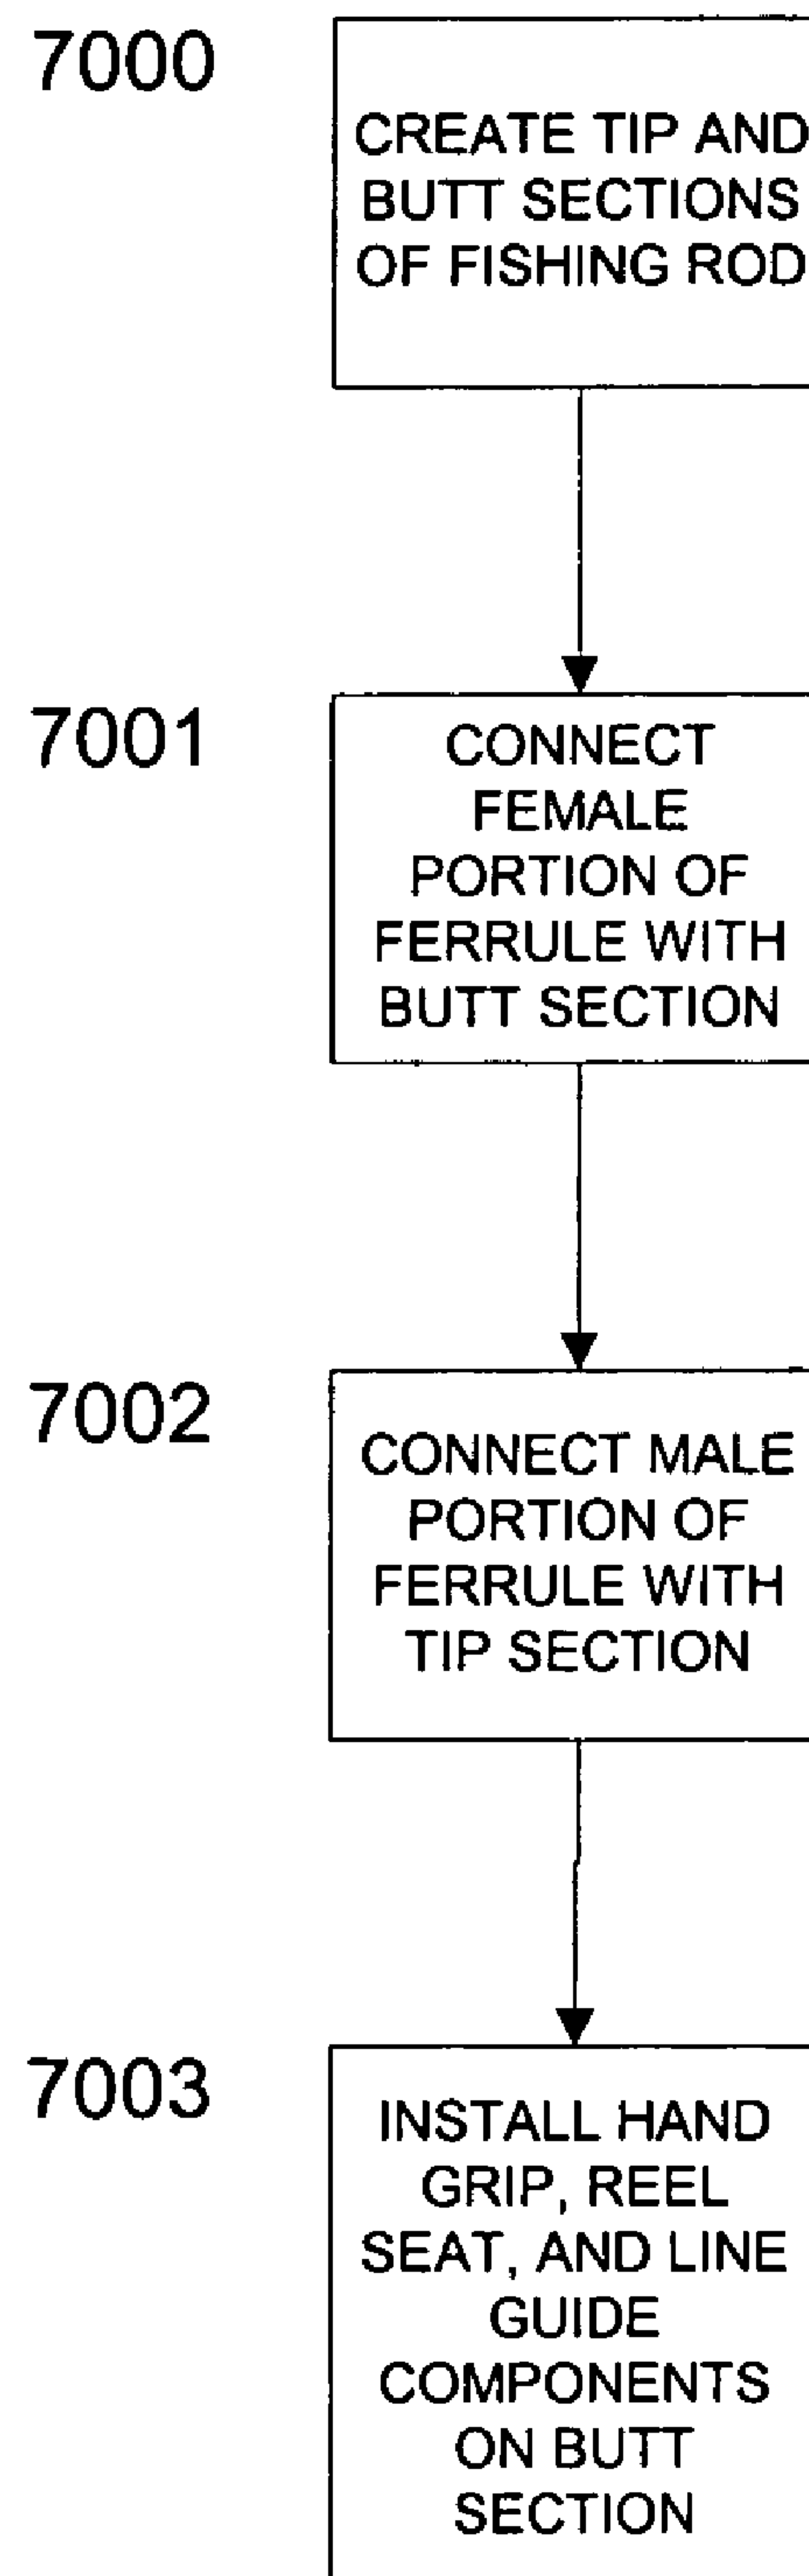 7000
CREATE TIP AND
BUTT SECTIONS
OF FISHING ROD
7001
CONNECT
FEMALE
PORTION OF
FERRULE WITH
BUTT SECTION
7002
CONNECT MALE
PORTION OF
FERRULE WITH
TIP SECTION
7003
INSTALL HAND
GRIP, REEL
SEAT, AND LINE
GUIDE
COMPONENTS
ON BUTT
SECTION